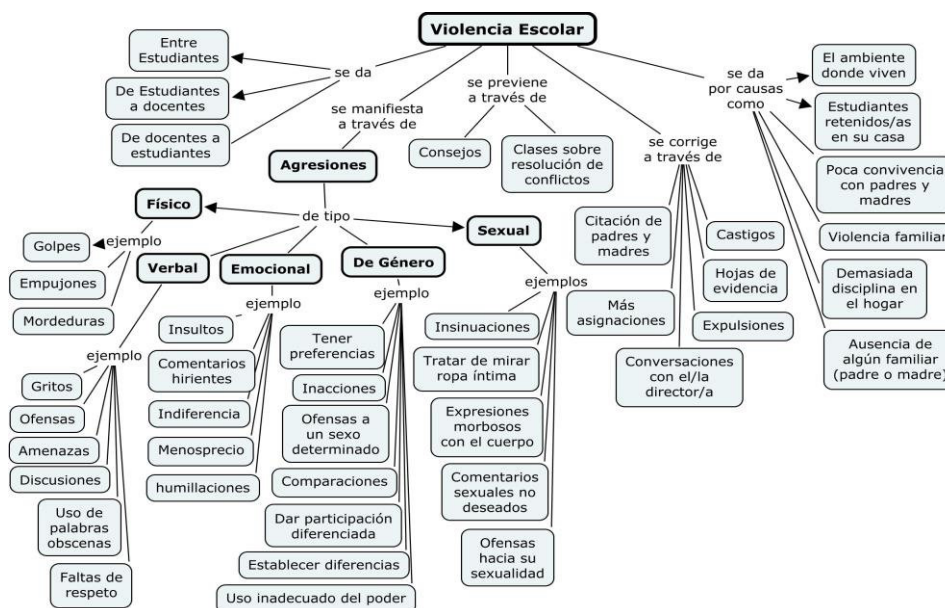 Violencia Escolar
se da
Entre
Estudiantes
De Estudiantes
a docentes
De docentes a
estudiantes
se manifiesta
a través de
Agresiones
de tipo
Físico
ejemplo
Golpes
Empujones
Mordeduras
Verbal
ejemplo
Gritos
Ofensas
Amenazas
Discusiones
Uso de
palabras
obscenas
Faltas de
respeto
Emocional
ejemplo
Insultos
Comentarios
hirientes
Indiferencia
Menosprecio
humillaciones
De Género
ejemplo
Tener
preferencias
Inacciones
Ofensas a
un sexo
determinado
Comparaciones
Dar participación
diferenciada
Establecer diferencias
Uso inadecuado del poder
Sexual
ejemplos
Insinuaciones
Tratar de mirar
ropa íntima
Expresiones
morbosos
con el cuerpo
Comentarios
sexuales no
deseados
Ofensas
hacia su
sexualidad
se previene
a través de
Consejos
Clases sobre
resolución de
conflictos
se corrige
a través de
Citación de
padres y
madres
Más
asignaciones
Conversaciones
con el/la
director/a
Castigos
Hojas de
evidencia
Expulsiones
se da
por causas
como
El ambiente
donde viven
Estudiantes
retenidos/as
en su casa
Poca convivencia
con padres y
madres
Violencia familiar
Demasiada
disciplina en
el hogar
Ausencia de
algún familiar
(padre o madre)